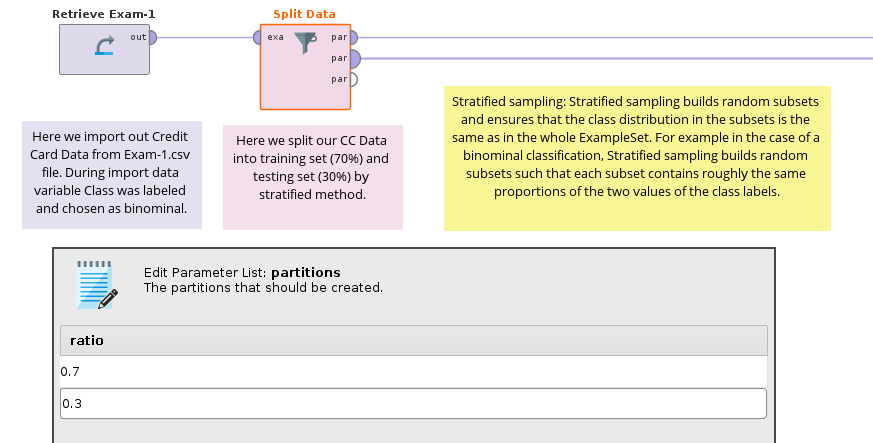 Retrieve Exam-1
out
Split Data
exa
par
par
par
Here we import out Credit
Card Data from Exam-1.csv
file. During import data
variable Class was labeled
and chosen as binominal.
Here we split our CC Data
into training set (70%) and
testing set (30%) by
stratified method.
Stratified sampling: Stratified sampling builds random subsets
and ensures that the class distribution in the subsets is the
same as in the whole ExampleSet. For example in the case of a
binominal classification, Stratified sampling builds random
subsets such that each subset contains roughly the same
proportions of the two values of the class labels.
Edit Parameter List: partitions
The partitions that should be created.
ratio
0.7
0.3